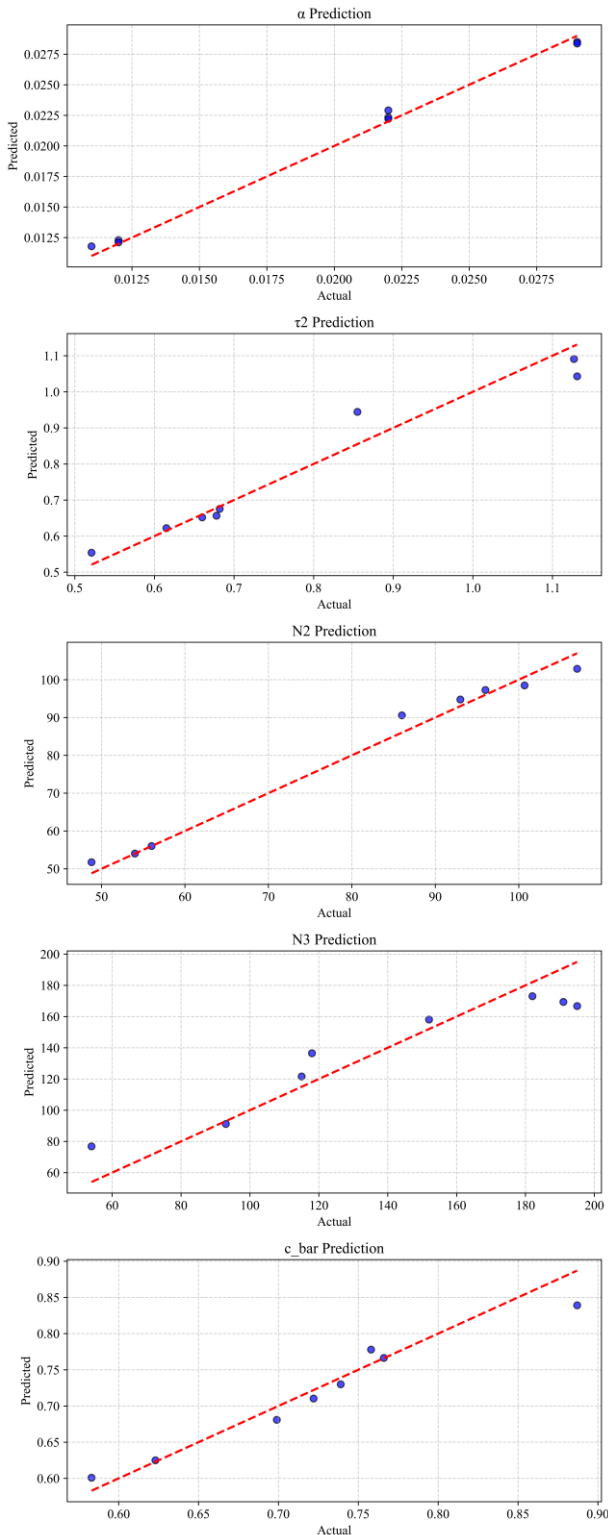 α Prediction
0.0275
0.0250
0.0225
0.0200
0.0175
0.0150
0.0125
Predicted
0.0125 0.0150 0.0175 0.0200 0.0225 0.0250 0.0275
Actual
τ2 Prediction
1.1
1.0
0.9
0.8
0.7
0.6
0.5
Predicted
0.5 0.6 0.7 0.8 0.9 1.0 1.1
Actual
N2 Prediction
100
90
80
70
60
50
Predicted
50 60 70 80 90 100
Actual
N3 Prediction
200
180
160
140
120
100
80
60
Predicted
60 80 100 120 140 160 180 200
Actual
c_bar Prediction
0.90
0.85
0.80
0.75
0.70
0.65
0.60
Predicted
0.60 0.65 0.70 0.75 0.80 0.85 0.90
Actual